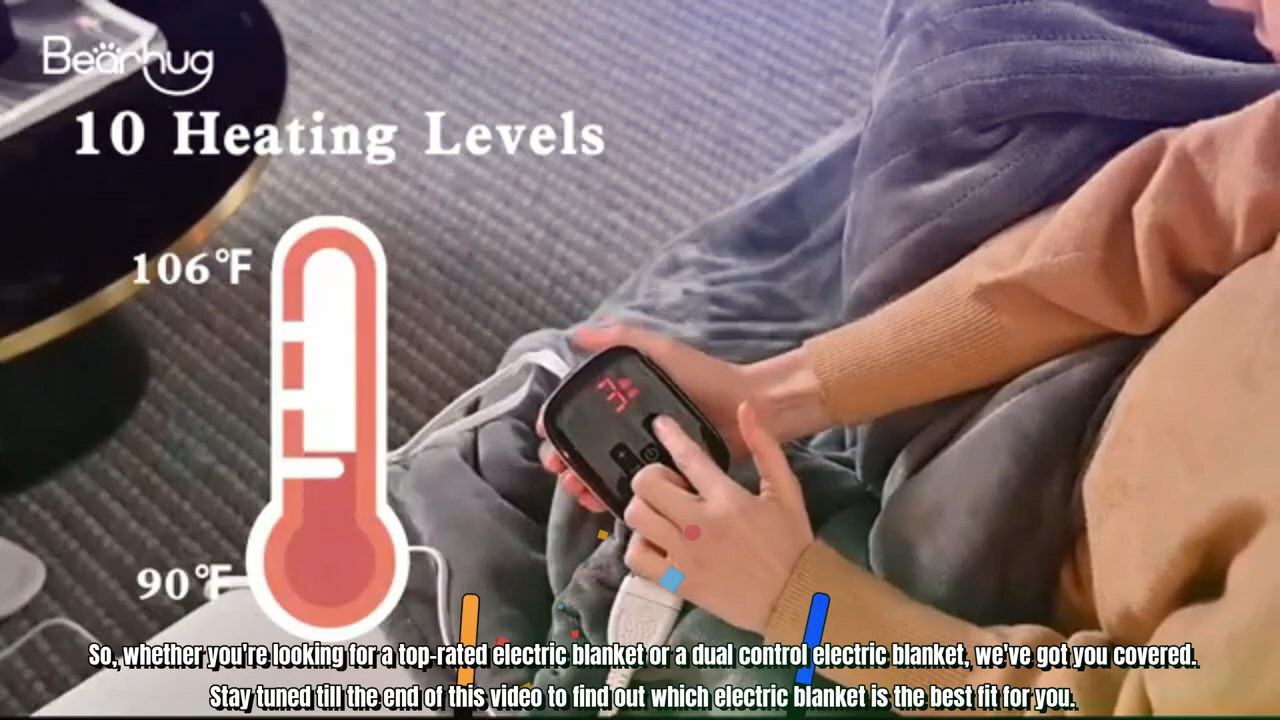 Bearhug
10 Heating Levels
106°F
90°F
So, whether you're looking for a top-rated electric blanket or a dual control electric blanket, we've got you covered.
Stay tuned till the end of this video to find out which electric blanket is the best fit for you.